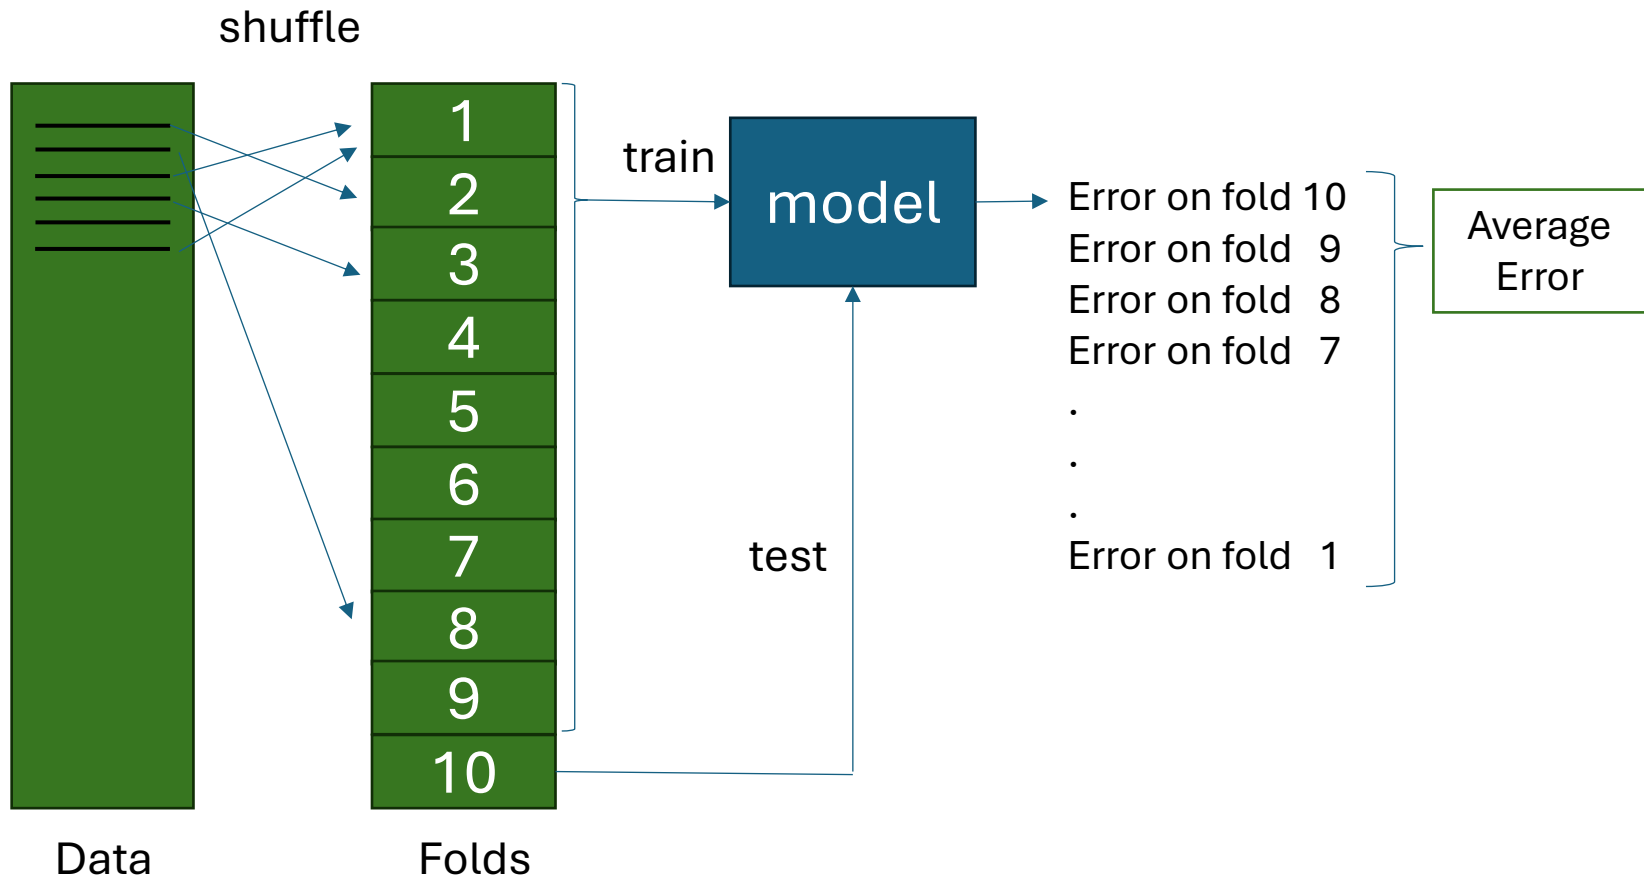 shuffle
1
2
3
4
5
6
7
8
9
10
Data
Folds
train
model
test
Error on fold 10
Error on fold 9
Error on fold 8
Error on fold 7
.
.
.
Error on fold 1
Average
Error